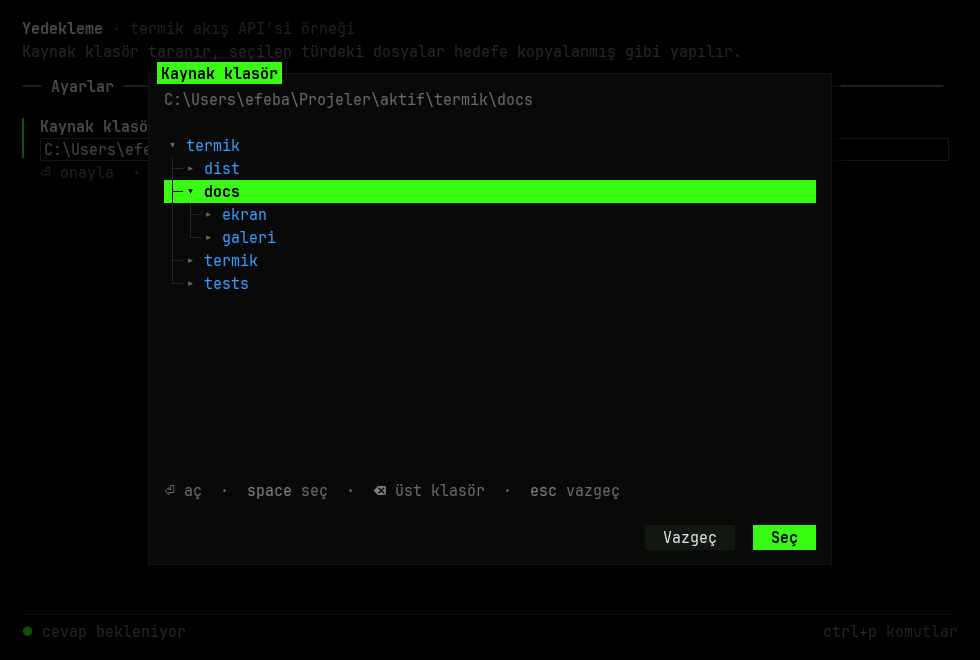 Yedekleme · termik akış API'si örneği
Kaynak klasör taranır, seçilen türdeki dosyalar hedefe kopyalanmış gibi yapılır.
Ayarlar
Kaynak klasör
C:\Users\efeba\Projeler\aktif\termik\docs
Kaynak klasö
C:\Users\efe
⏎ onayla ·
▾ termik
▸ dist
▾ docs
▸ ekran
▸ galeri
▸ termik
▸ tests
⏎ aç · space seç · ⌫ üst klasör · esc vazgeç
Vazgeç Seç
● cevap bekleniyor ctrl+p komutlar